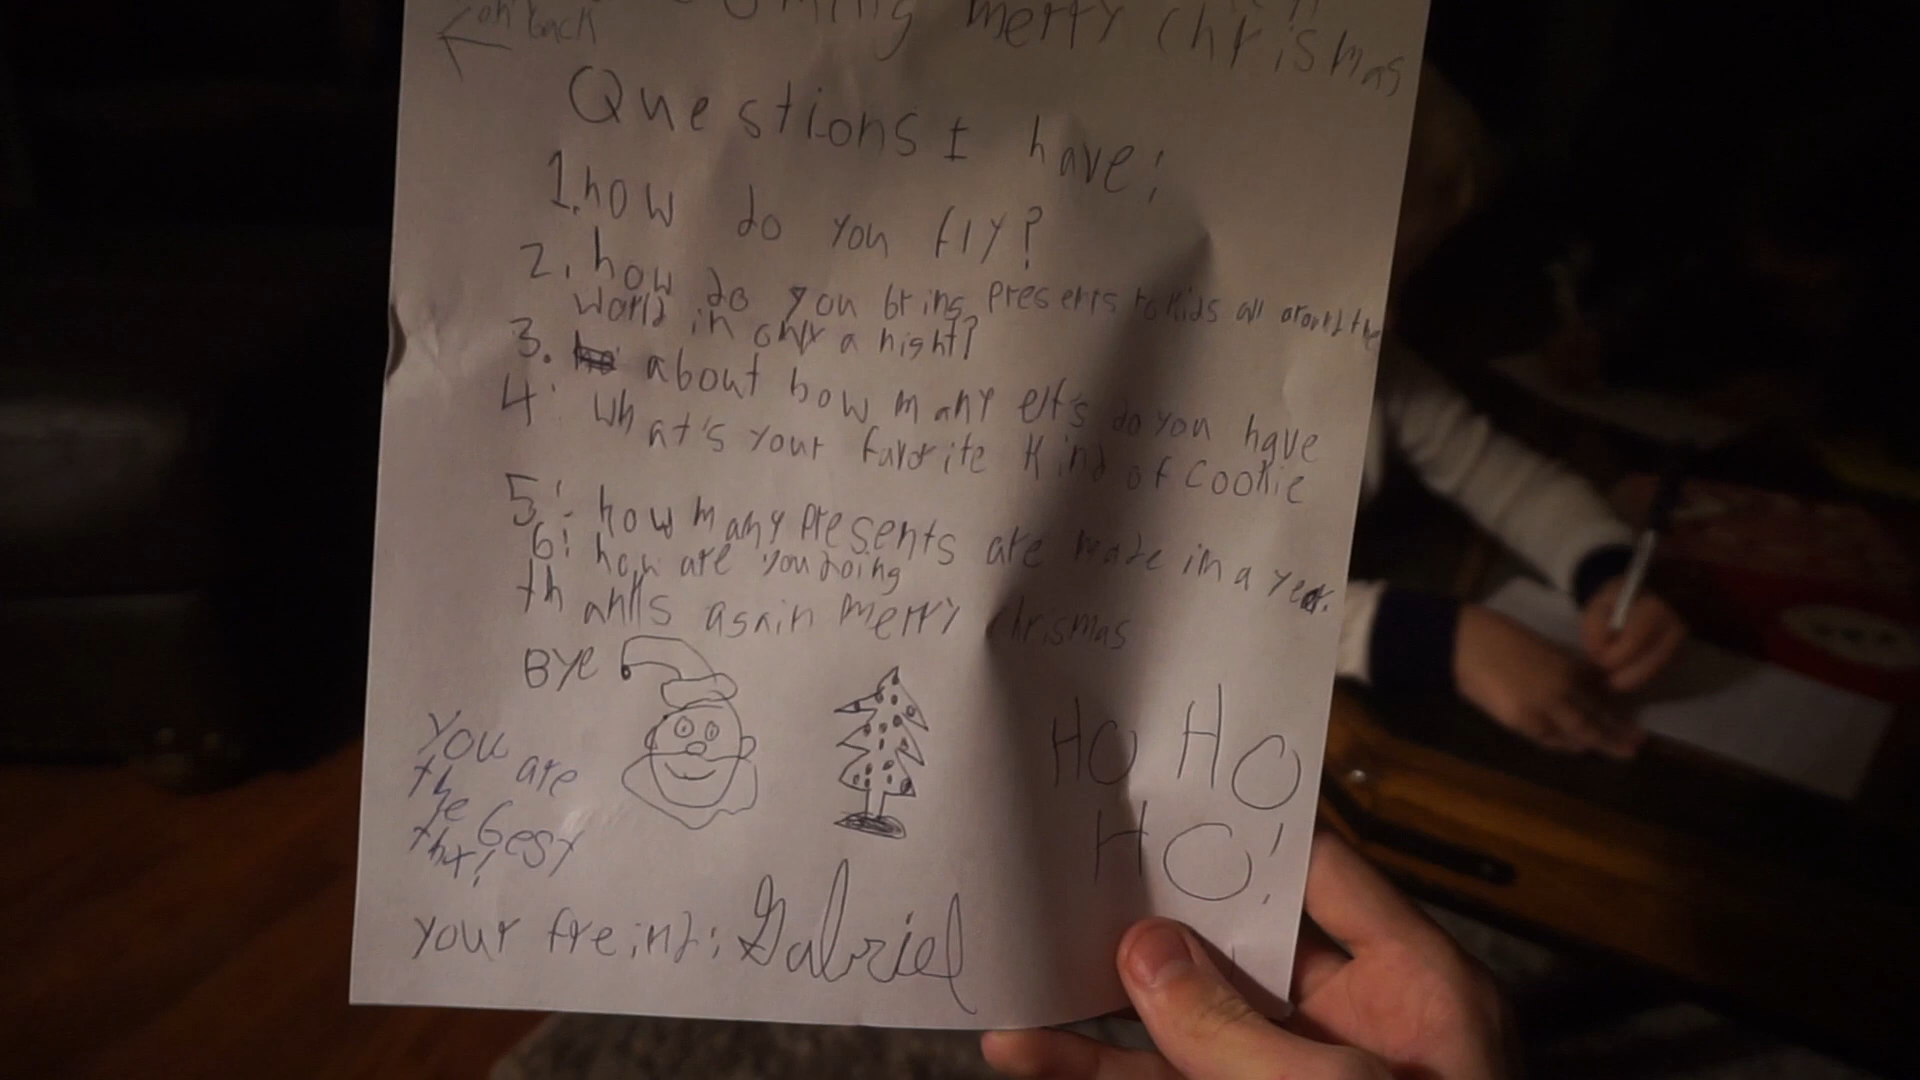 on back
merry chrismas
Questions I have:
1. how do you fly?
2. how do you bring presents to kids all around the
world in only a night?
3. about how many elf's do you have
4. what's your favorite kind of cookie
5. how many presents are made in a year.
6. how are you doing
thanks again merry chrismas
BYe
You are
the
best
thx!
HO HO
HO!
your freind: Gabriel